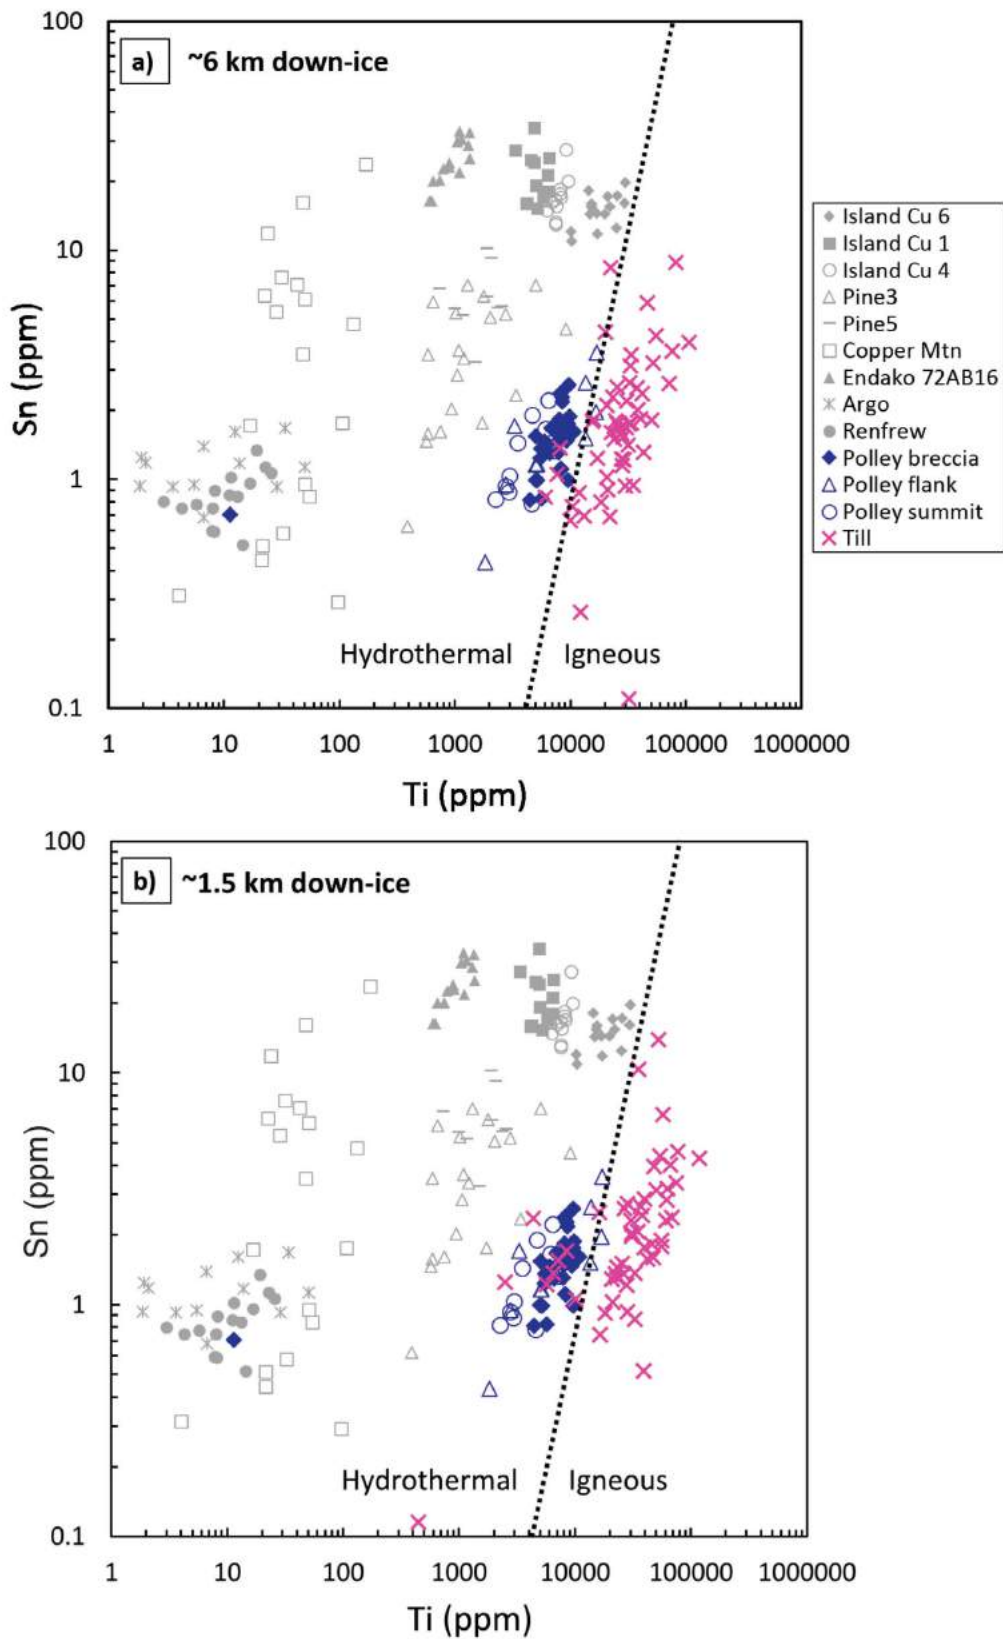 100
a) ~6 km down-ice
10
Sn (ppm)
1
Hydrothermal Igneous
0.1
1 10 100 1000 10000 100000 1000000
Ti (ppm)
Island Cu 6
Island Cu 1
Island Cu 4
Pine3
Pine5
Copper Mtn
Endako 72AB16
Argo
Renfrew
Polley breccia
Polley flank
Polley summit
Till
100
b) ~1.5 km down-ice
10
Sn (ppm)
1
Hydrothermal Igneous
0.1
1 10 100 1000 10000 100000 1000000
Ti (ppm)